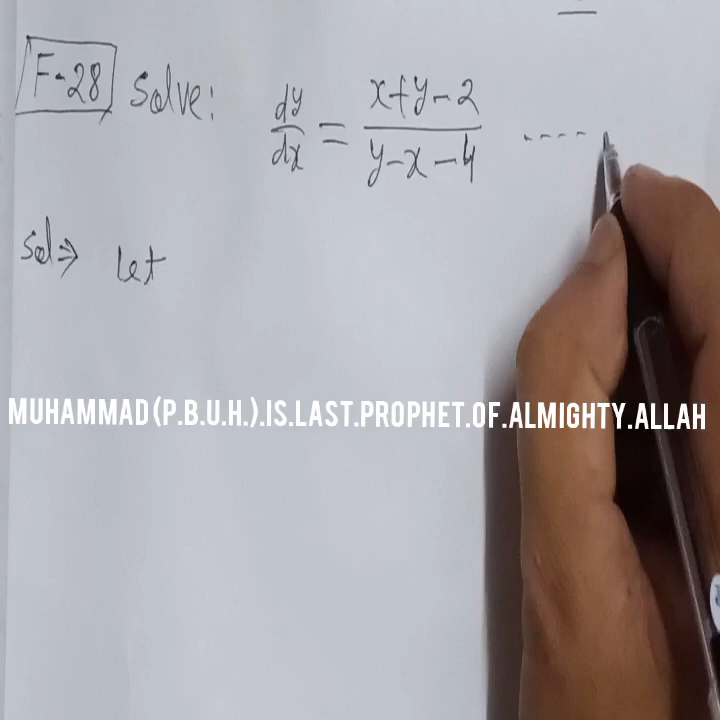 F-28 Solve: dy/dx = x+y-2 / y-x-4 .....
Sol⇒ Let
MUHAMMAD(P.B.U.H.).IS.LAST.PROPHET.OF.ALMIGHTY.ALLAH